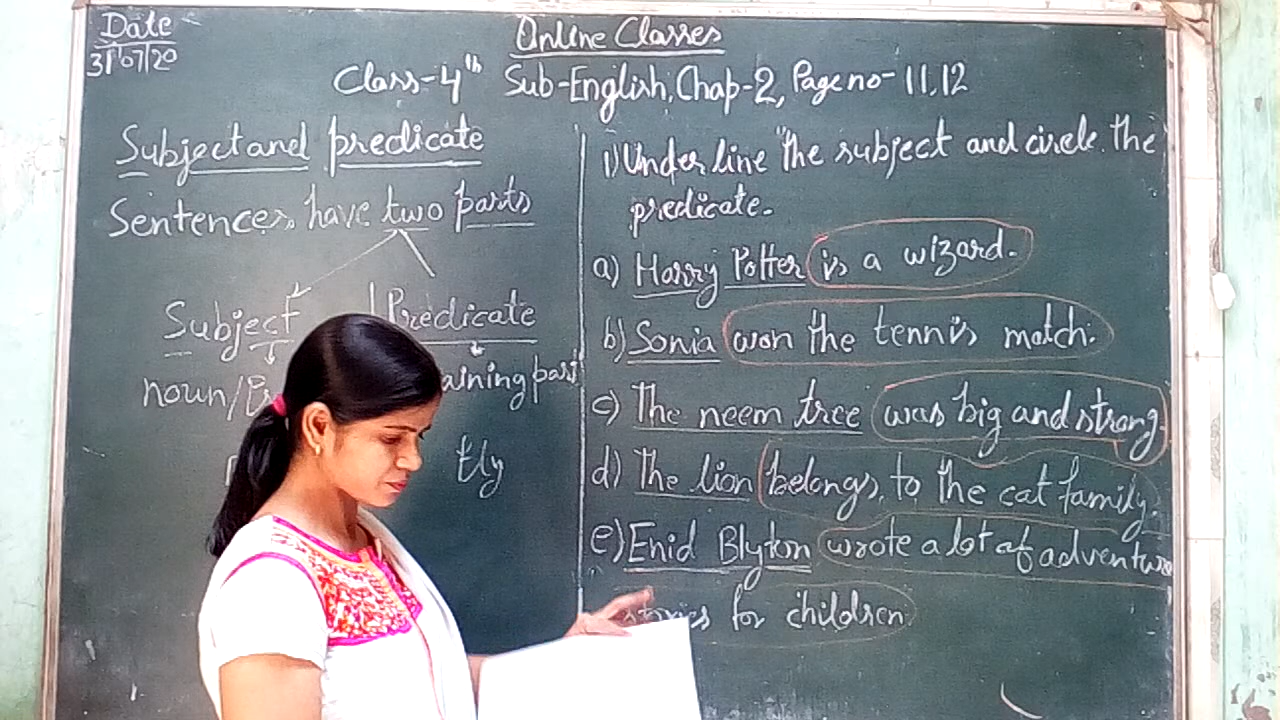 Date
31/07/20
Online Classes
Class-4th Sub-English, Chap-2, Page no-11,12
Subject and predicate
Sentences have two parts
Subject Predicate
noun/
1) Underline the subject and circle the
predicate.
a) Harry Potter is a wizard.
b) Sonia won the tennis match.
c) The neem tree was big and strong
d) The lion belongs to the cat family.
e) Enid Blyton wrote a lot of adventure
stories for children